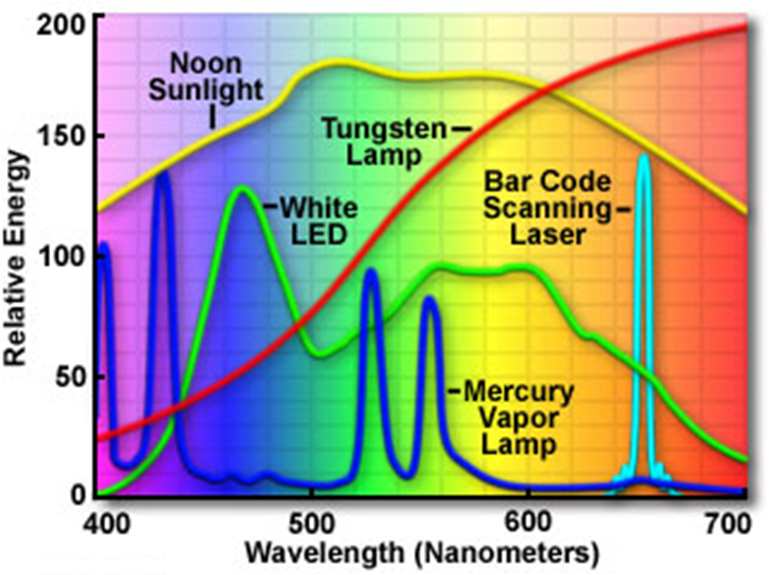 200
150
100
50
0
Relative Energy
Noon
Sunlight
Tungsten
Lamp
White
LED
Bar Code
Scanning
Laser
Mercury
Vapor
Lamp
400 500 600 700
Wavelength (Nanometers)